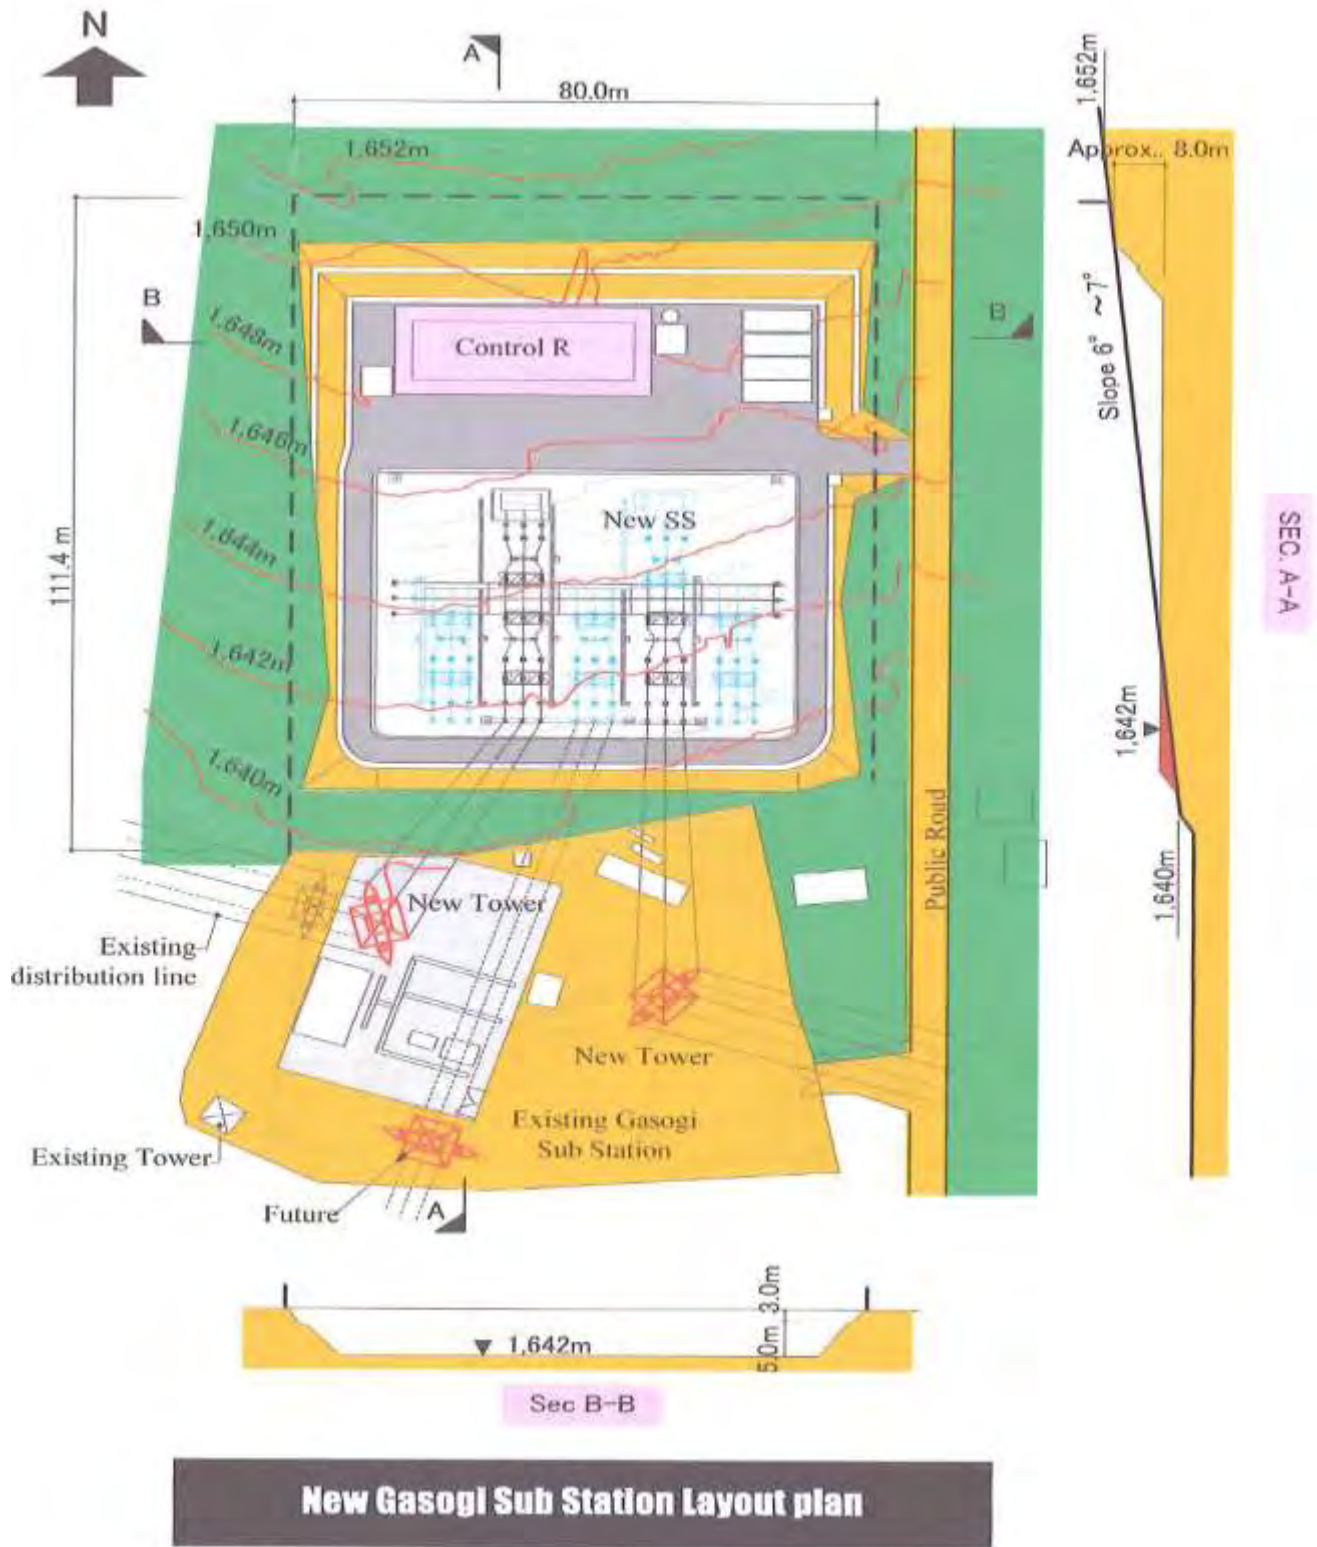 N
A
80.0m
1.652m
Approx.. 8.0m
1,652m
1,650m
B
B
1,648m
Control R
Slope 6° ~7°
1,646m
New SS
SEC. A-A
1,644m
111.4 m
1,642m
1,642m
1,640m
Public Road
1.640m
New Tower
Existing
distribution line
New Tower
Existing Gasogi
Sub Station
Existing Tower
Future
A
5.0m 3.0m
1,642m
Sec B-B
New Gasogi Sub Station Layout plan